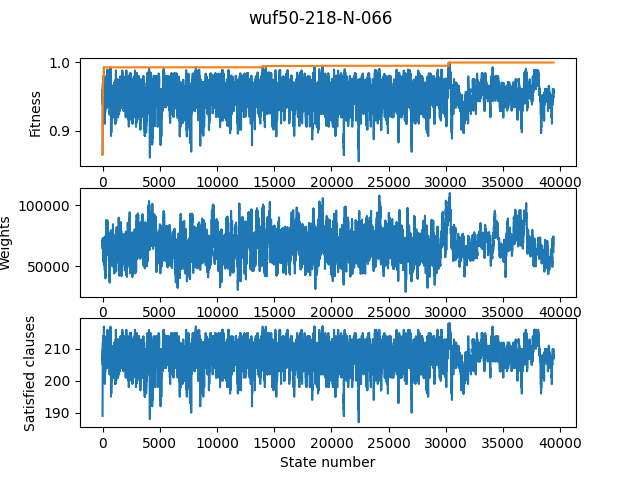 wuf50-218-N-066
Fitness
1.0
0.9
0 5000 10000 15000 20000 25000 30000 35000 40000
Weights
100000
50000
0 5000 10000 15000 20000 25000 30000 35000 40000
Satisfied clauses
210
200
190
0 5000 10000 15000 20000 25000 30000 35000 40000
State number